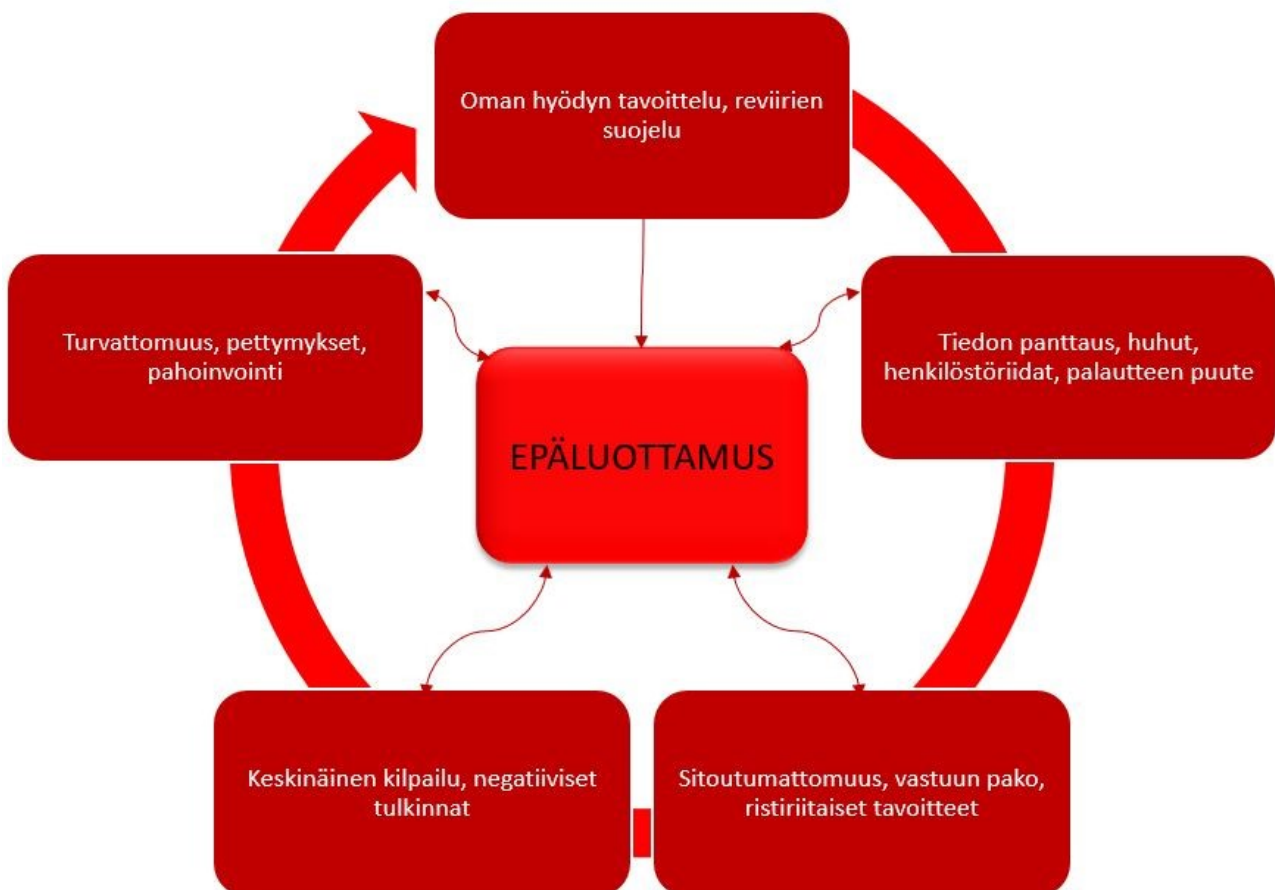 Oman hyödyn tavoittelu, reviirien
suojelu
Turvattomuus, pettymykset,
pahoinvointi
Tiedon panttaus, huhut,
henkilöstöriidat, palautteen puute
EPÄLUOTTAMUS
Keskinäinen kilpailu, negatiiviset
tulkinnat
Sitoutumattomuus, vastuun pako,
ristiriitaiset tavoitteet